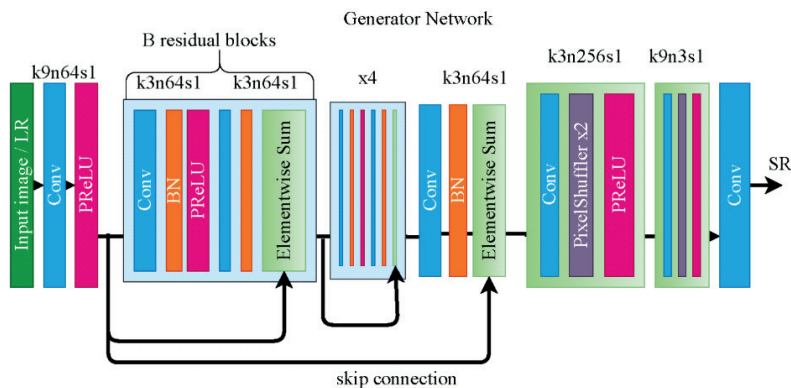 Generator Network
B residual blocks
k9n64s1
k3n64s1
k3n64s1
x4
k3n64s1
k3n256s1
k9n3s1
Input image / LR
Conv
PReLU
Conv
BN
PReLU
Elementwise Sum
Conv
BN
Elementwise Sum
Conv
PixelShuffler x2
PReLU
Conv
SR
skip connection